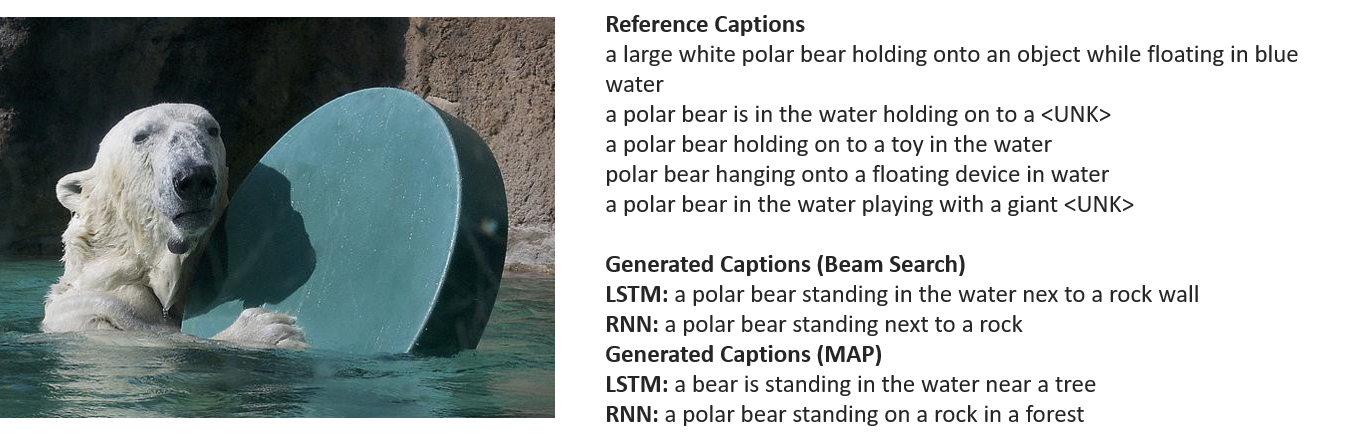 Reference Captions
a large white polar bear holding onto an object while floating in blue
water
a polar bear is in the water holding on to a <UNK>
a polar bear holding on to a toy in the water
polar bear hanging onto a floating device in water
a polar bear in the water playing with a giant <UNK>
Generated Captions (Beam Search)
LSTM: a polar bear standing in the water nex to a rock wall
RNN: a polar bear standing next to a rock
Generated Captions (MAP)
LSTM: a bear is standing in the water near a tree
RNN: a polar bear standing on a rock in a forest